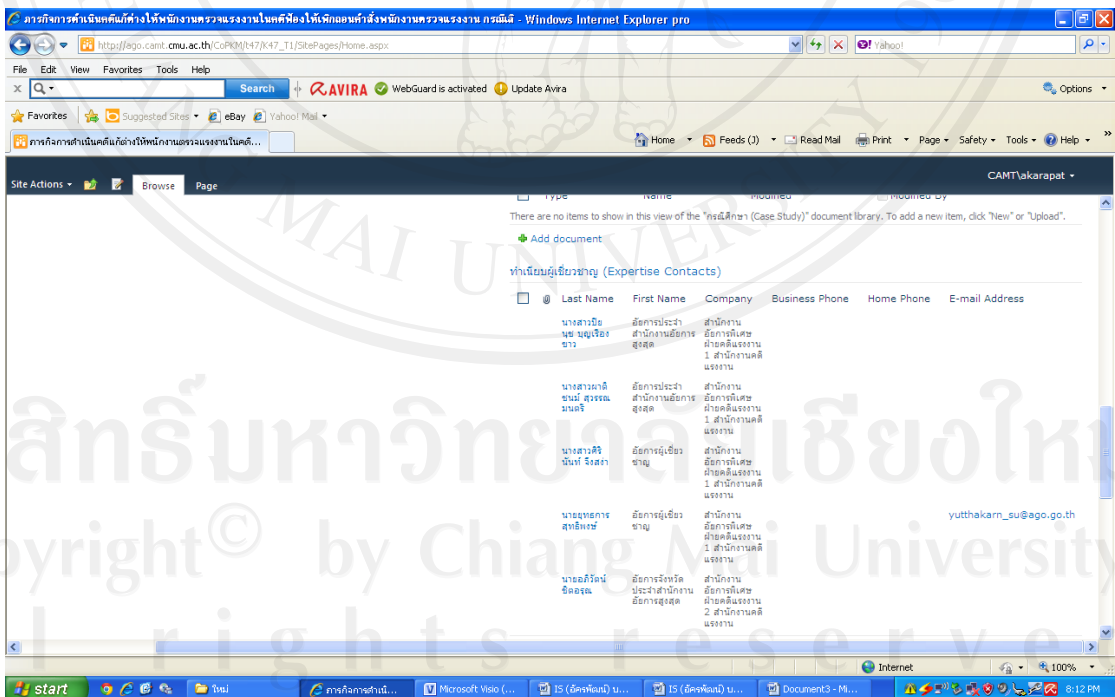 ภารกิจการดำเนินคดีแก้ต่างให้พนักงานตรวจแรงงานในคดีฟ้องให้เพิกถอนคำสั่งพนักงานตรวจแรงงาน กรณีเลิ - Windows Internet Explorer pro
http://ago.camt.cmu.ac.th/CoPKM/t47/K47_T1/SitePages/Home.aspx
Yahoo!
File Edit View Favorites Tools Help
Search AVIRA WebGuard is activated Update Avira Options
Favorites Suggested Sites eBay Yahoo! Mail
ภารกิจการดำเนินคดีแก้ต่างให้พนักงานตรวจแรงงานในคดี...
Home Feeds (J) Read Mail Print Page Safety Tools Help
Site Actions Browse Page
CAMT\akarapat
Type Name Modified Modified By
There are no items to show in this view of the "กรณีศึกษา (Case Study)" document library. To add a new item, click "New" or "Upload".
Add document
ทำเนียบผู้เชี่ยวชาญ (Expertise Contacts)
Last Name First Name Company Business Phone Home Phone E-mail Address
นางสาวปิย อัยการประจำ สำนักงาน
นุช บุญเรือง สำนักงานอัยการ อัยการพิเศษ
ขาว สูงสุด ฝ่ายคดีแรงงาน
1 สำนักงานคดี
แรงงาน
นางสาวผาติ อัยการประจำ สำนักงาน
ชนม์ สุวรรณ สำนักงานอัยการ อัยการพิเศษ
มนตรี สูงสุด ฝ่ายคดีแรงงาน
1 สำนักงานคดี
แรงงาน
นางสาวศิริ อัยการผู้เชี่ยว สำนักงาน
นันท์ จึงสง่า ชาญ อัยการพิเศษ
ฝ่ายคดีแรงงาน
1 สำนักงานคดี
แรงงาน
นายยุทธการ อัยการผู้เชี่ยว สำนักงาน yutthakarn_su@ago.go.th
สุทธิพงษ์ ชาญ อัยการพิเศษ
ฝ่ายคดีแรงงาน
1 สำนักงานคดี
แรงงาน
นายอภิวัตน์ อัยการจังหวัด สำนักงาน
ชิตอรุณ ประจำสำนักงาน อัยการพิเศษ
อัยการสูงสุด ฝ่ายคดีแรงงาน
2 สำนักงานคดี
แรงงาน
MAI UNIVERSITY
ลิขสิทธิ์มหาวิทยาลัยเชียงให
opyright © by Chiang Mai University
l rights reserve
Internet 100%
start ใหม่ ภารกิจการดำเนิ... Microsoft Visio (... IS (อัครพัฒน์) บ... IS (อัครพัฒน์) บ... Document3 - Mi... 8:12 PM